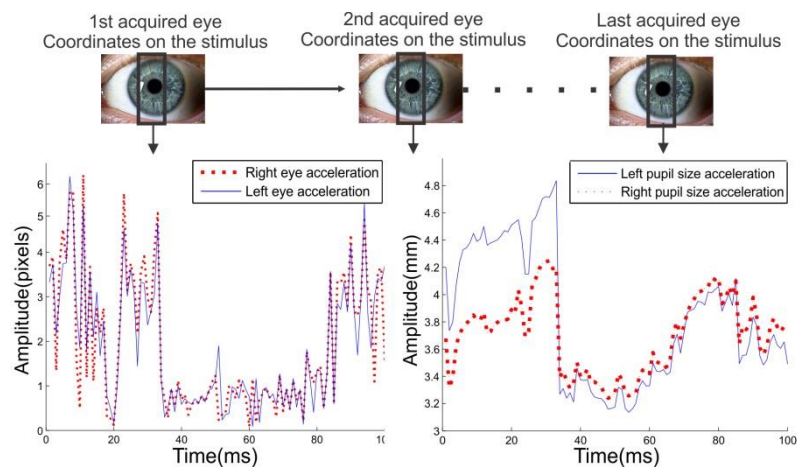 1st acquired eye
Coordinates on the stimulus
2nd acquired eye
Coordinates on the stimulus
Last acquired eye
Coordinates on the stimulus
Right eye acceleration
Left eye acceleration
Amplitude(pixels)
6
5
4
3
2
1
0
0
20
40
60
80
100
Time(ms)
Left pupil size acceleration
Right pupil size acceleration
Amplitude(mm)
4.8
4.6
4.4
4.2
4
3.8
3.6
3.4
3.2
3
0
20
40
60
80
100
Time(ms)